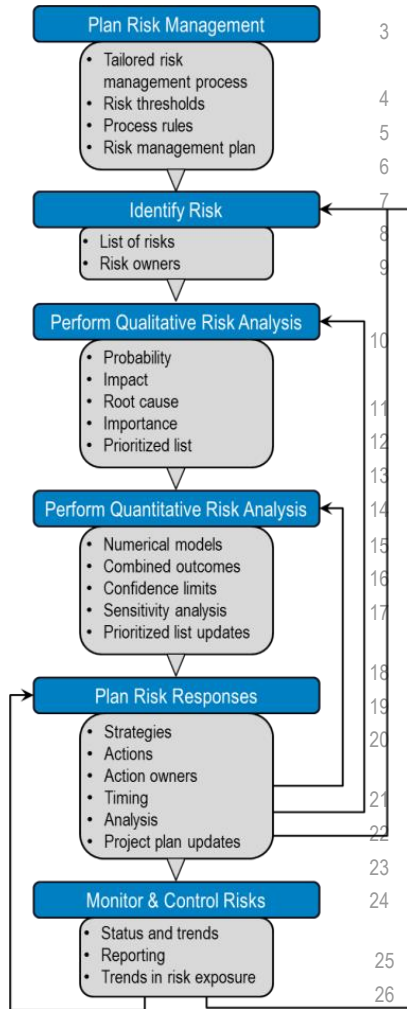 Plan Risk Management
3
• Tailored risk
management process
• Risk thresholds
4
• Process rules
5
• Risk management plan
6
7
Identify Risk
8
• List of risks
• Risk owners
9
Perform Qualitative Risk Analysis
10
• Probability
• Impact
• Root cause
11
• Importance
12
• Prioritized list
13
Perform Quantitative Risk Analysis
14
• Numerical models
15
• Combined outcomes
16
• Confidence limits
• Sensitivity analysis
17
• Prioritized list updates
18
Plan Risk Responses
19
• Strategies
20
• Actions
• Action owners
• Timing
21
• Analysis
• Project plan updates
22
23
Monitor & Control Risks
24
• Status and trends
• Reporting
25
• Trends in risk exposure
26